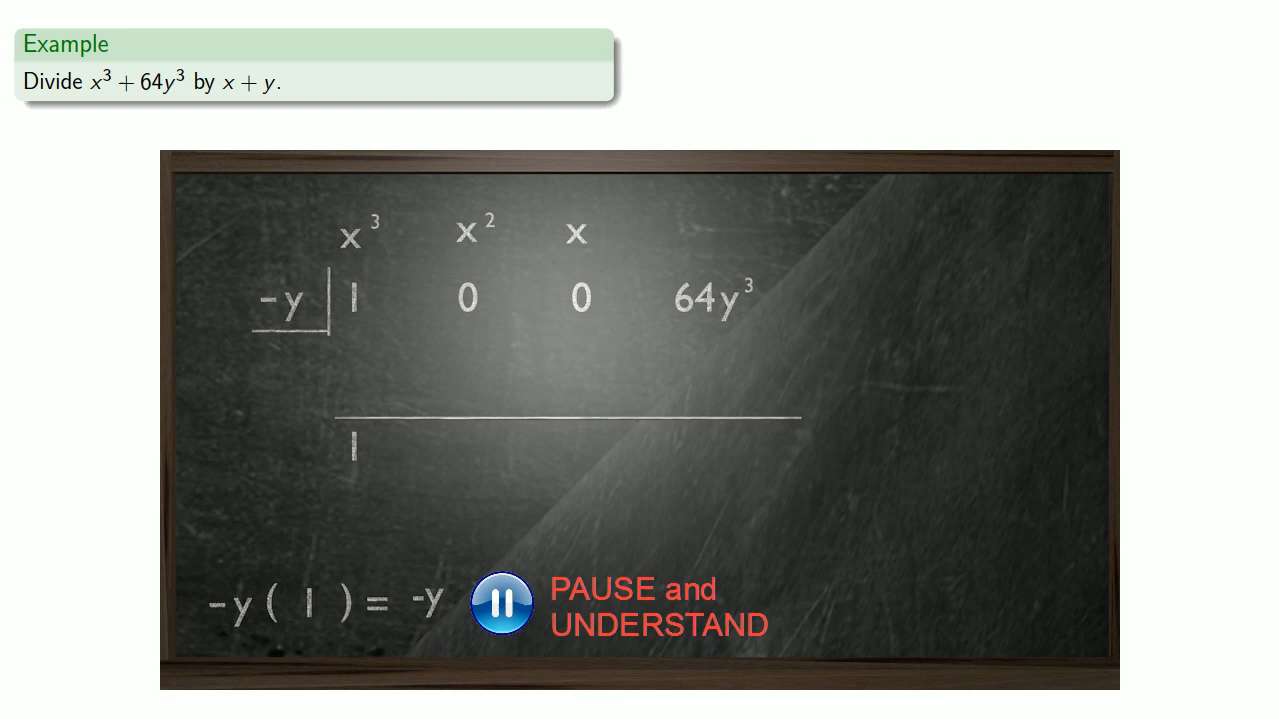 Example
Divide x³ + 64y³ by x + y.
x³ x² x
-y 1 0 0 64y³
1
-y( 1 )= -y
PAUSE and
UNDERSTAND